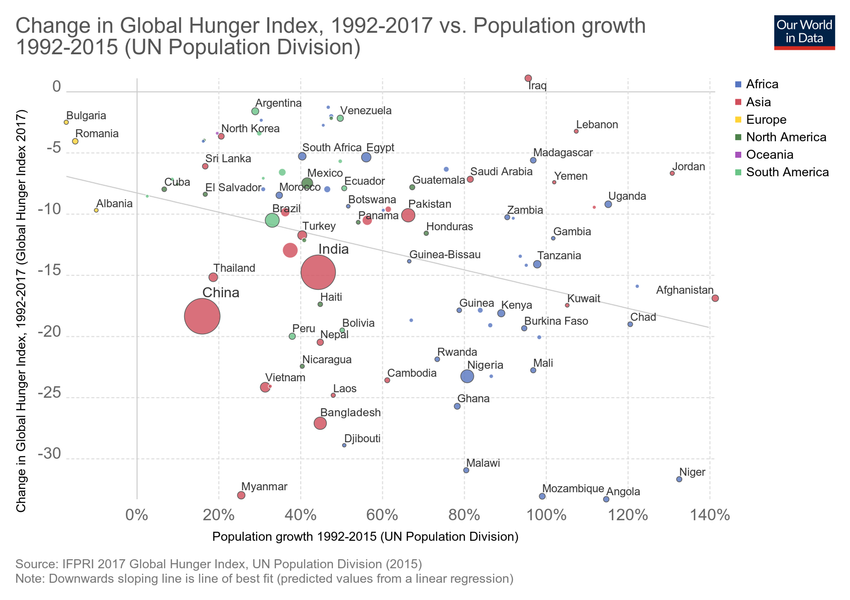 Change in Global Hunger Index, 1992-2017 vs. Population growth
1992-2015 (UN Population Division)
Our World
in Data
Change in Global Hunger Index, 1992-2017 (Global Hunger Index 2017)
0
-5
-10
-15
-20
-25
-30
Iraq
Argentina
Venezuela
Bulgaria
Romania
North Korea
Lebanon
South Africa
Egypt
Madagascar
Sri Lanka
Saudi Arabia
Jordan
Cuba
El Salvador
Morocco
Mexico
Ecuador
Guatemala
Yemen
Albania
Brazil
Botswana
Panama
Pakistan
Zambia
Uganda
Turkey
Honduras
Gambia
India
Guinea-Bissau
Tanzania
Thailand
China
Haiti
Guinea
Kenya
Kuwait
Afghanistan
Peru
Bolivia
Nepal
Burkina Faso
Chad
Nicaragua
Rwanda
Vietnam
Laos
Cambodia
Nigeria
Mali
Bangladesh
Ghana
Djibouti
Malawi
Myanmar
Mozambique
Angola
Niger
0%
20%
40%
60%
80%
100%
120%
140%
Population growth 1992-2015 (UN Population Division)
Africa
Asia
Europe
North America
Oceania
South America
Source: IFPRI 2017 Global Hunger Index, UN Population Division (2015)
Note: Downwards sloping line is line of best fit (predicted values from a linear regression)